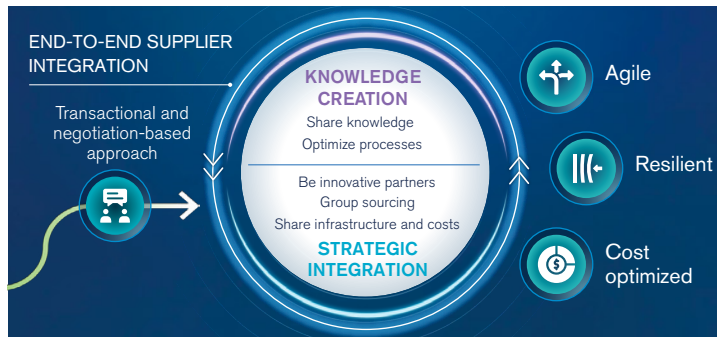 END-TO-END SUPPLIER
INTEGRATION
Transactional and
negotiation-based
approach
KNOWLEDGE
CREATION
Share knowledge
Optimize processes
Be innovative partners
Group sourcing
Share infrastructure and costs
STRATEGIC
INTEGRATION
Agile
Resilient
$
Cost
optimized